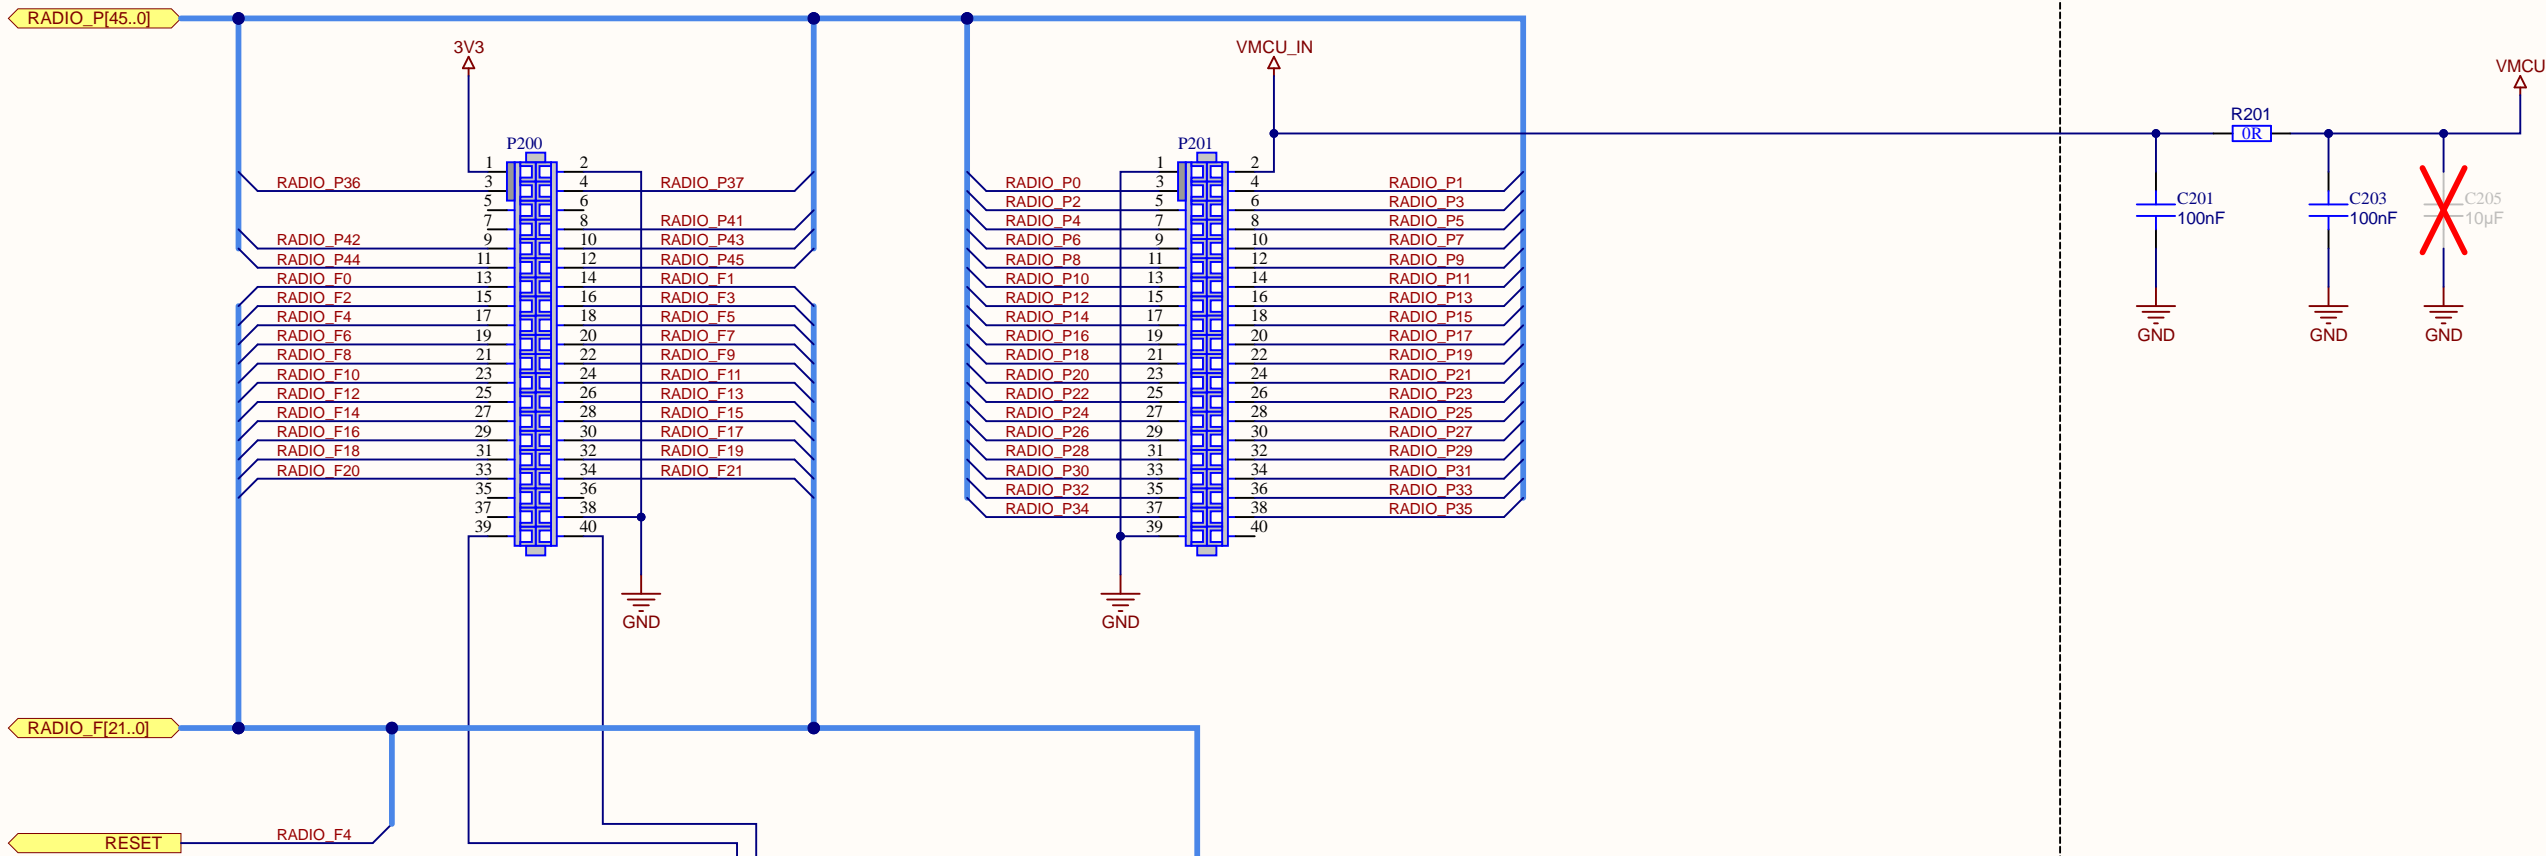 RADIO_P[45..0]
3V3
VMCU_IN
VMCU
P200
P201
R201
0R
1 2
RADIO_P36 3 4 RADIO_P37
5 6
7 8 RADIO_P41
RADIO_P42 9 10 RADIO_P43
RADIO_P44 11 12 RADIO_P45
RADIO_F0 13 14 RADIO_F1
RADIO_F2 15 16 RADIO_F3
RADIO_F4 17 18 RADIO_F5
RADIO_F6 19 20 RADIO_F7
RADIO_F8 21 22 RADIO_F9
RADIO_F10 23 24 RADIO_F11
RADIO_F12 25 26 RADIO_F13
RADIO_F14 27 28 RADIO_F15
RADIO_F16 29 30 RADIO_F17
RADIO_F18 31 32 RADIO_F19
RADIO_F20 33 34 RADIO_F21
35 36
37 38
39 40
GND
1 2
RADIO_P0 3 4 RADIO_P1
RADIO_P2 5 6 RADIO_P3
RADIO_P4 7 8 RADIO_P5
RADIO_P6 9 10 RADIO_P7
RADIO_P8 11 12 RADIO_P9
RADIO_P10 13 14 RADIO_P11
RADIO_P12 15 16 RADIO_P13
RADIO_P14 17 18 RADIO_P15
RADIO_P16 19 20 RADIO_P17
RADIO_P18 21 22 RADIO_P19
RADIO_P20 23 24 RADIO_P21
RADIO_P22 25 26 RADIO_P23
RADIO_P24 27 28 RADIO_P25
RADIO_P26 29 30 RADIO_P27
RADIO_P28 31 32 RADIO_P29
RADIO_P30 33 34 RADIO_P31
RADIO_P32 35 36 RADIO_P33
RADIO_P34 37 38 RADIO_P35
39 40
GND
C201
100nF
GND
C203
100nF
GND
C205
10µF
GND
RADIO_F[21..0]
RESET RADIO_F4